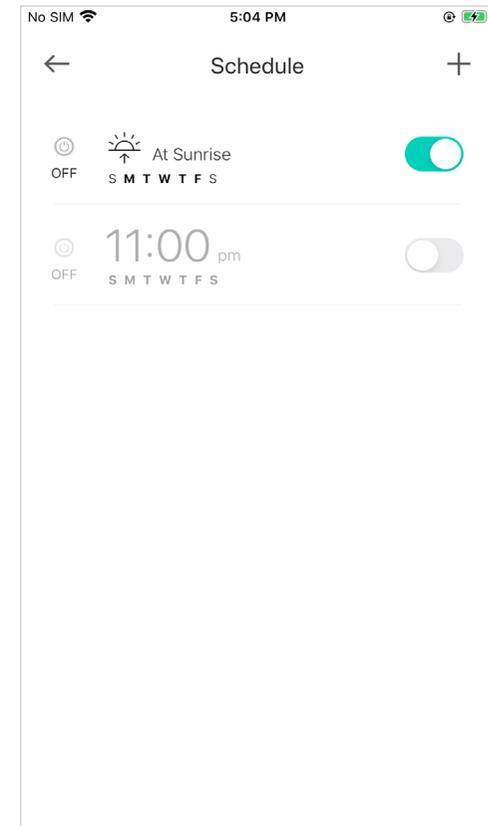 No SIM 5:04 PM
Schedule
At Sunrise
OFF
S M T W T F S
11:00 pm
OFF
S M T W T F S